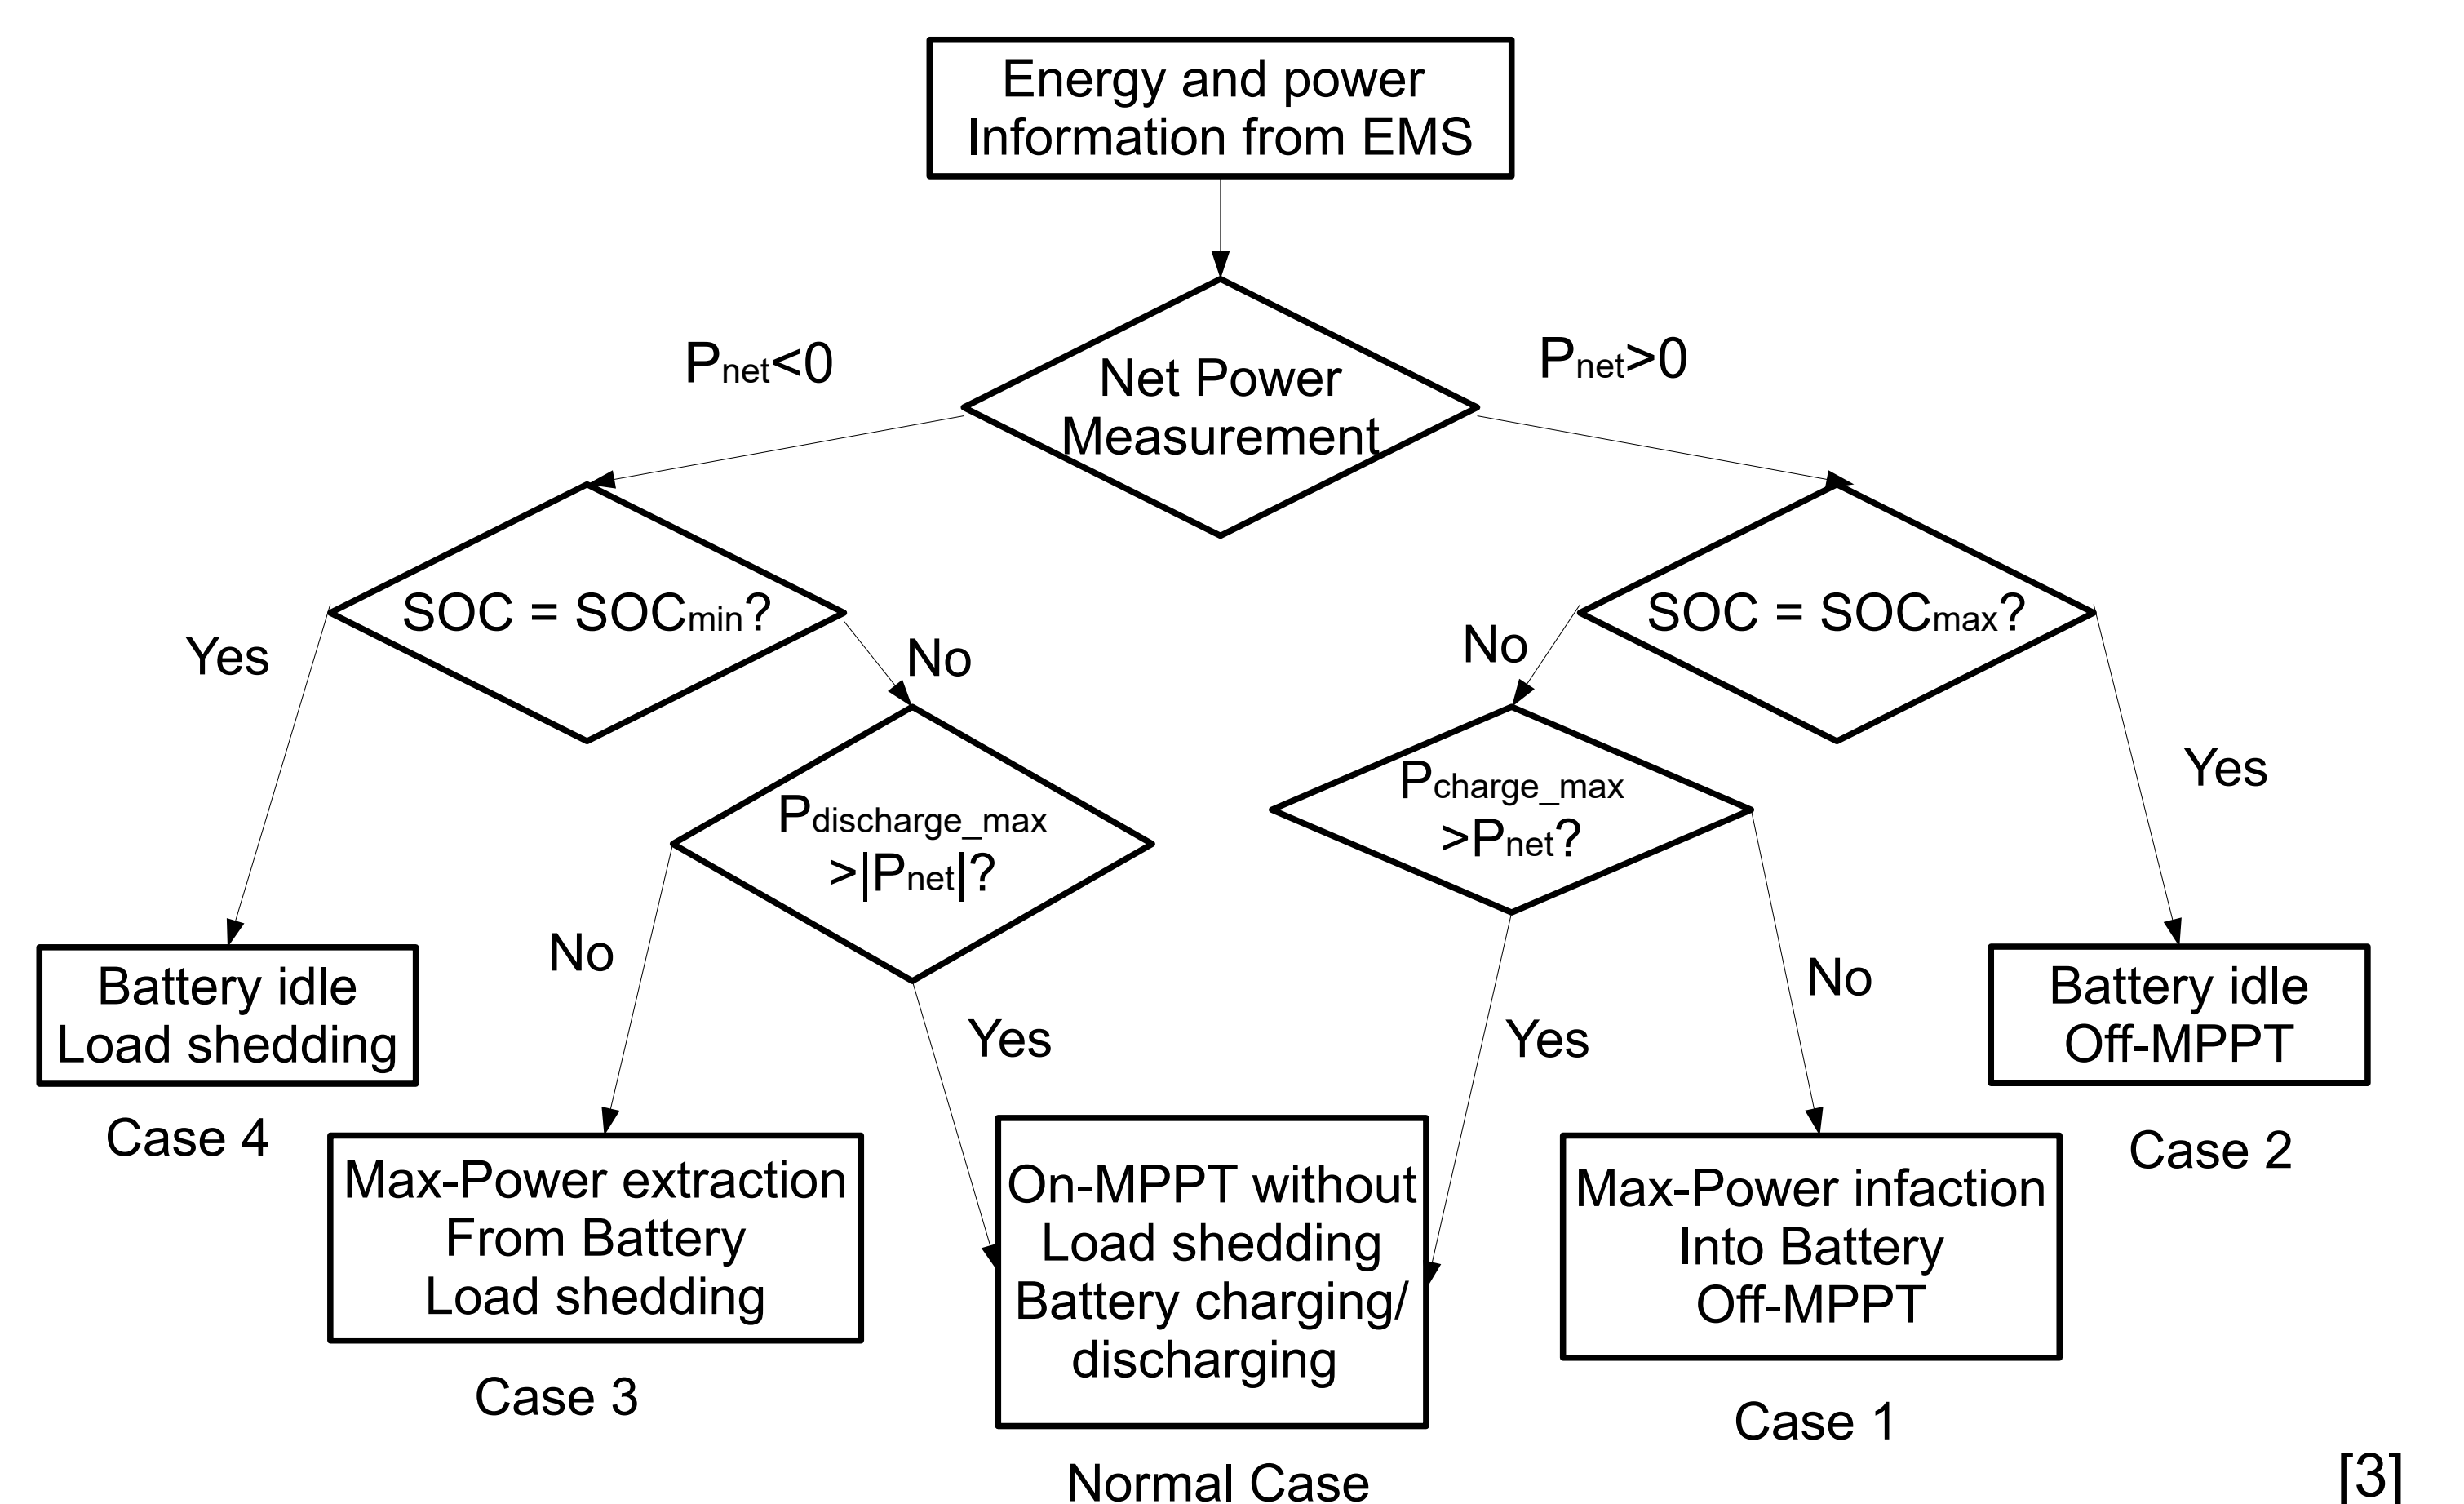 Energy and power
Information from EMS
Pnet<0
Pnet>0
Net Power
Measurement
SOC = SOCmin?
SOC = SOCmax?
Yes
No
No
Yes
Pdischarge_max
>|Pnet|?
Pcharge_max
>Pnet?
No
Yes
Yes
No
Battery idle
Load shedding
Case 4
Max-Power extraction
From Battery
Load shedding
Case 3
On-MPPT without
Load shedding
Battery charging/
discharging
Normal Case
Max-Power infaction
Into Battery
Off-MPPT
Case 1
Battery idle
Off-MPPT
Case 2
[3]